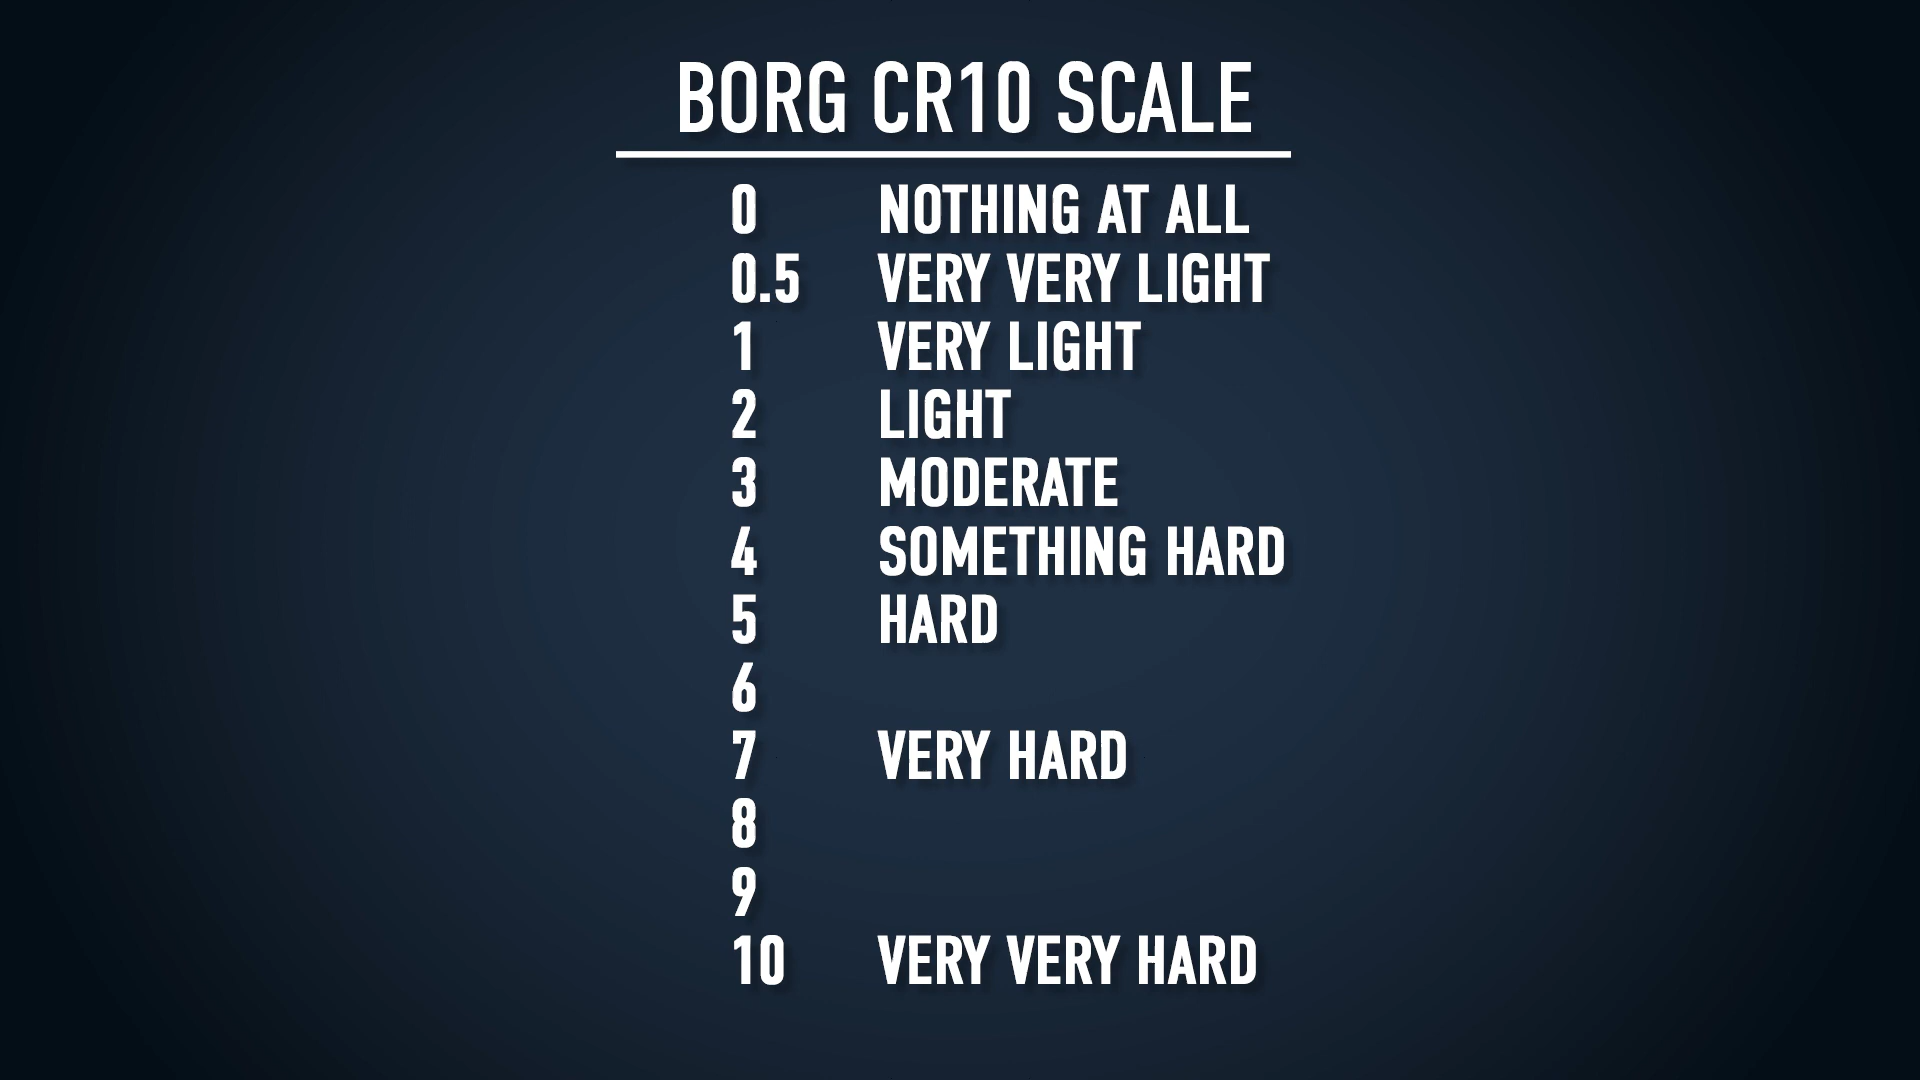 BORG CR10 SCALE
0 NOTHING AT ALL
0.5 VERY VERY LIGHT
1 VERY LIGHT
2 LIGHT
3 MODERATE
4 SOMETHING HARD
5 HARD
6
7 VERY HARD
8
9
10 VERY VERY HARD